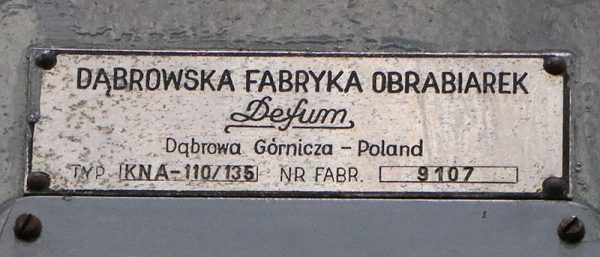 DĄBROWSKA FABRYKA OBRABIAREK
Defum
Dąbrowa Górnicza – Poland
TYP KNA-110/135 NR FABR. 9107